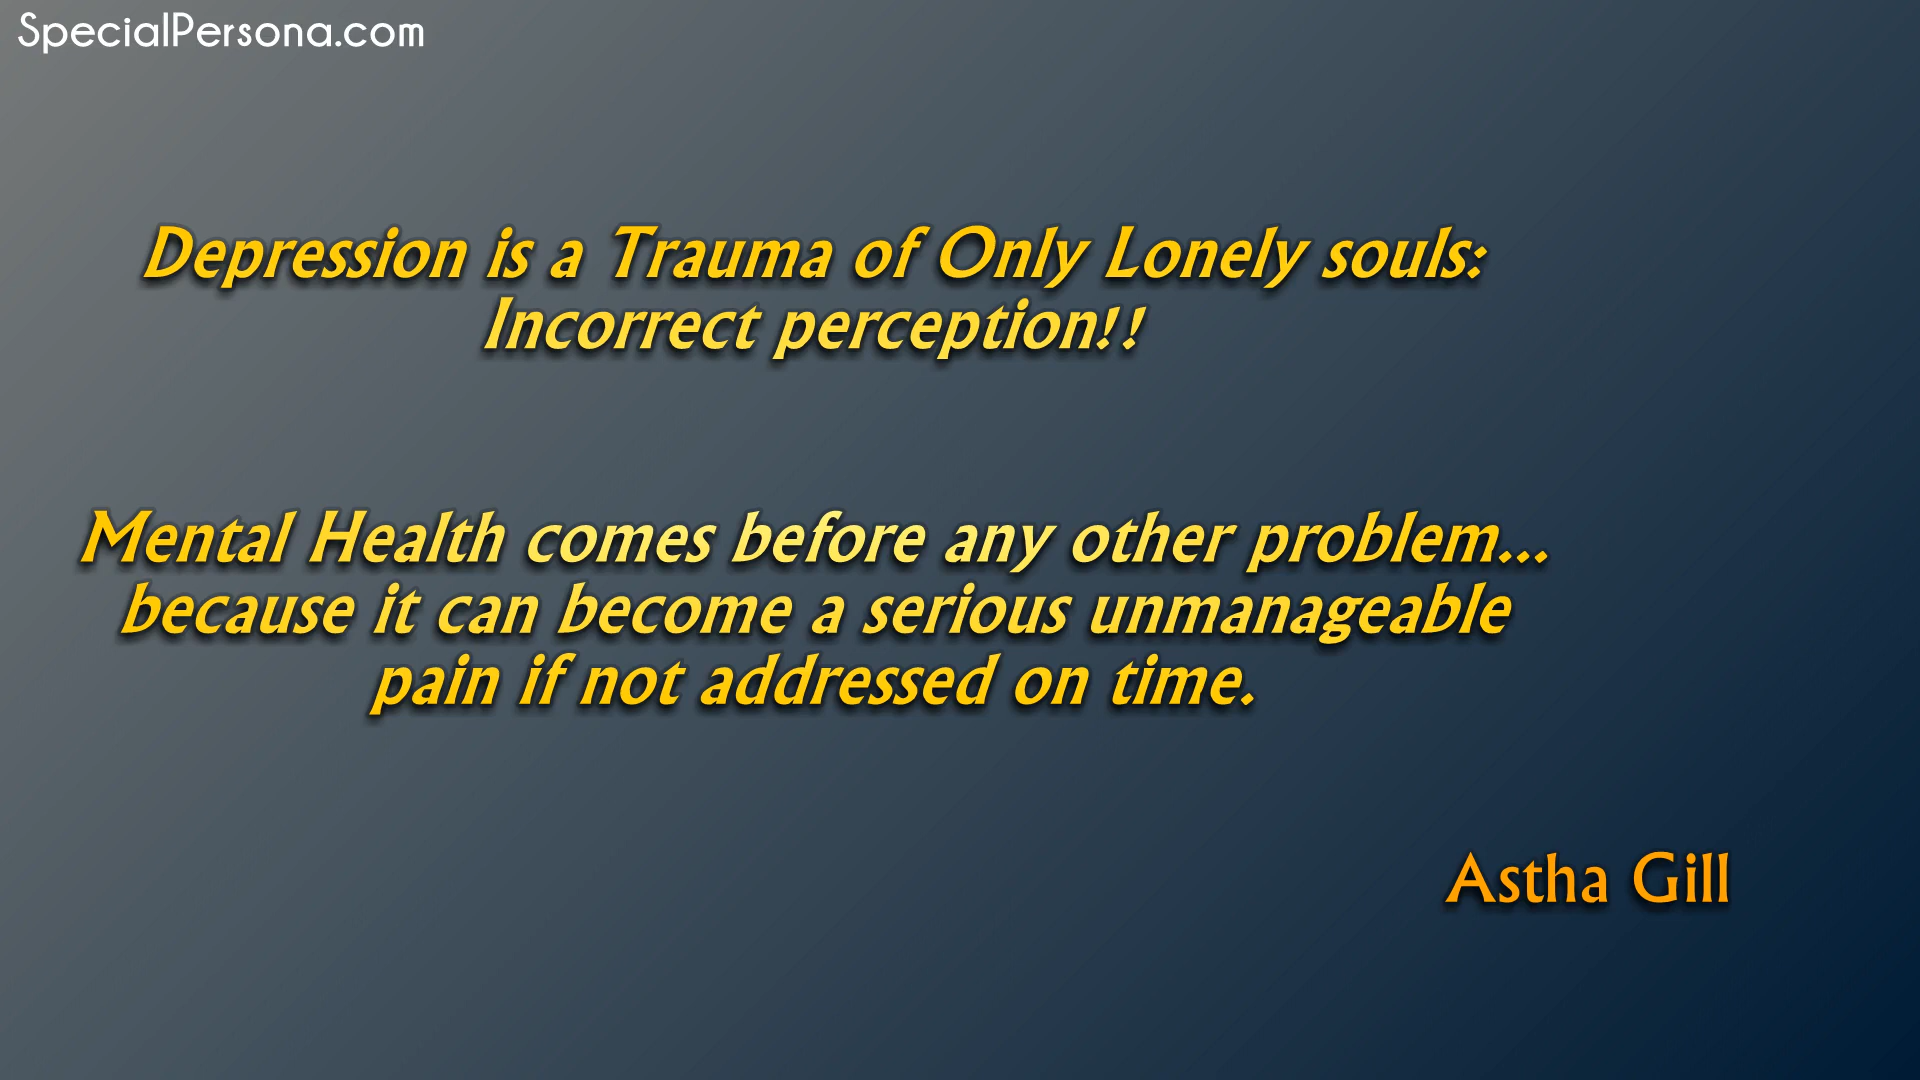 SpecialPersona.com
Depression is a Trauma of Only Lonely souls:
Incorrect perception!!
Mental Health comes before any other problem...
because it can become a serious unmanageable
pain if not addressed on time.
Astha Gill